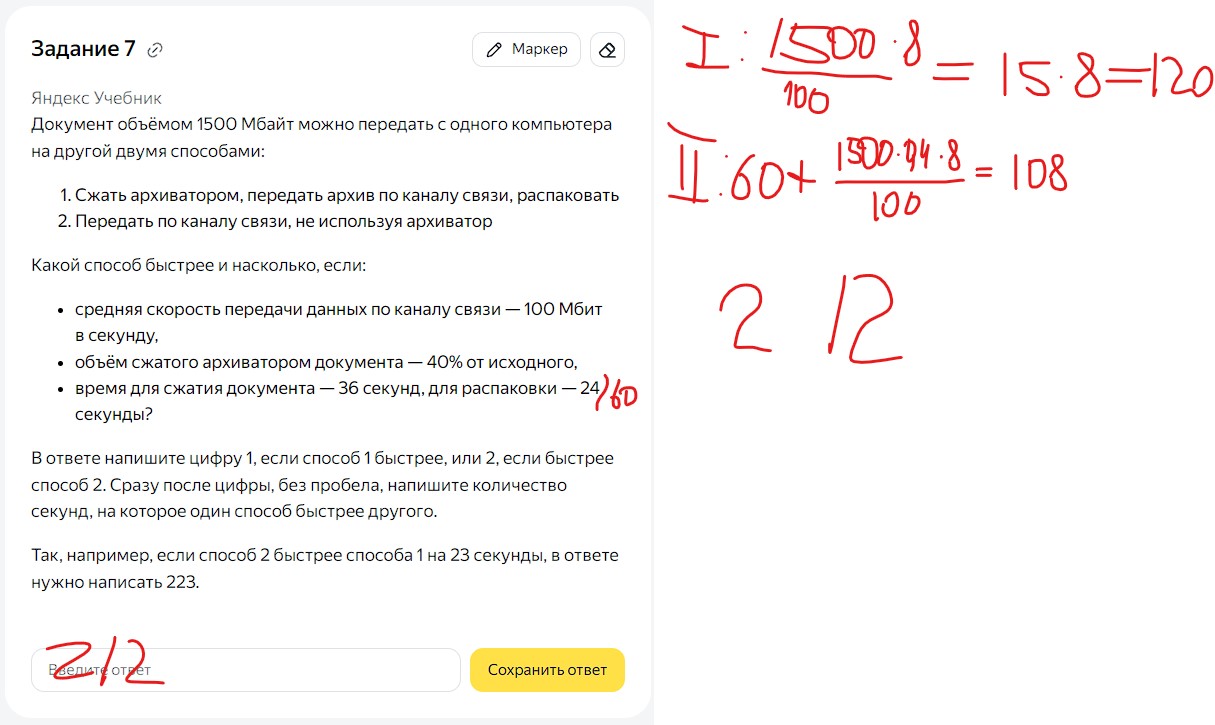 Задание 7
Маркер
Яндекс Учебник
Документ объёмом 1500 Мбайт можно передать с одного компьютера
на другой двумя способами:
1. Сжать архиватором, передать архив по каналу связи, распаковать
2. Передать по каналу связи, не используя архиватор
Какой способ быстрее и насколько, если:
• средняя скорость передачи данных по каналу связи — 100 Мбит
в секунду,
• объём сжатого архиватором документа — 40% от исходного,
• время для сжатия документа — 36 секунд, для распаковки — 24 /60
секунды?
В ответе напишите цифру 1, если способ 1 быстрее, или 2, если быстрее
способ 2. Сразу после цифры, без пробела, напишите количество
секунд, на которое один способ быстрее другого.
Так, например, если способ 2 быстрее способа 1 на 23 секунды, в ответе
нужно написать 223.
Введите ответ
212
Сохранить ответ
I: 1500·8/100 = 15·8=120
II: 60+ 1500·0,4·8/100 = 108
2 12